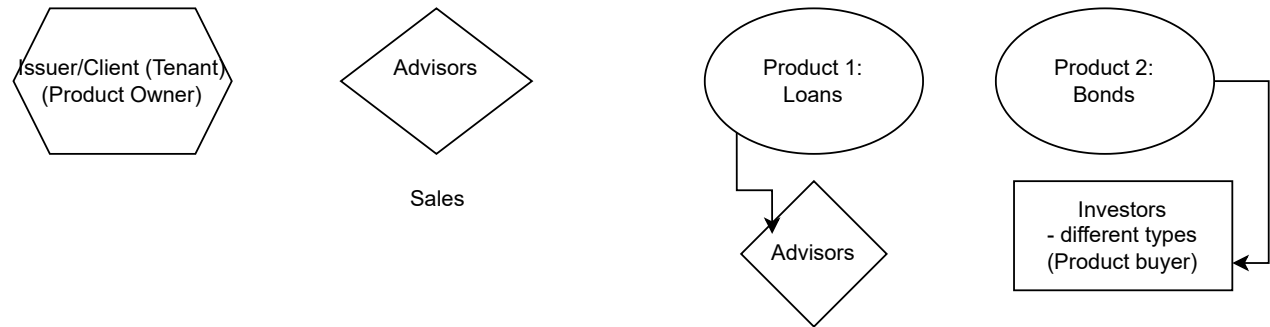 Issuer/Client (Tenant)
(Product Owner)
Advisors
Sales
Product 1:
Loans
Advisors
Product 2:
Bonds
Investors
- different types
(Product buyer)